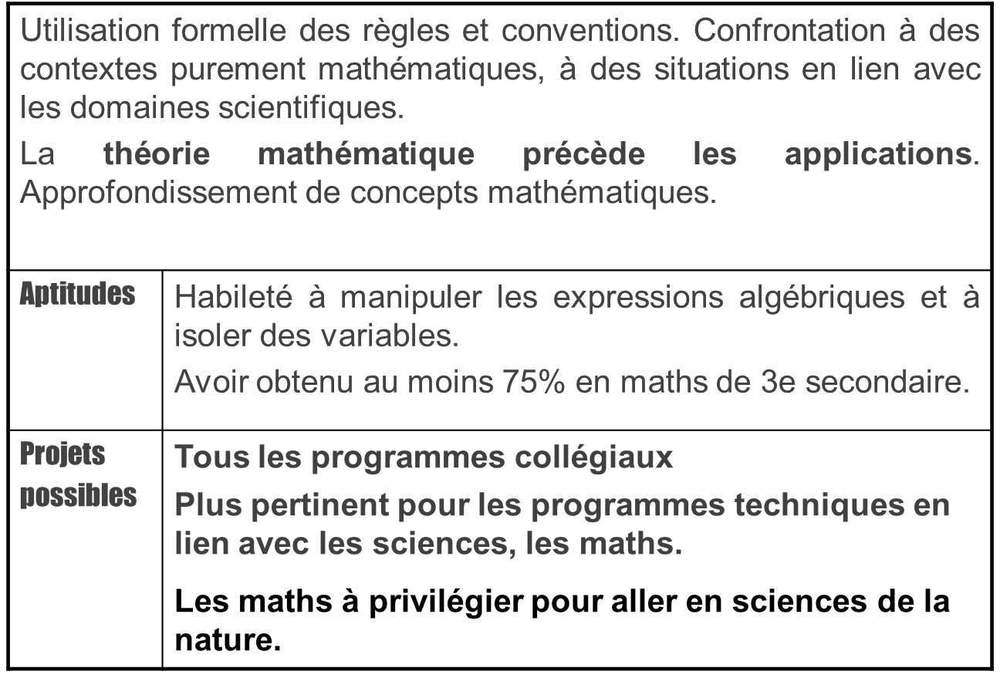 Utilisation formelle des règles et conventions. Confrontation à des
contextes purement mathématiques, à des situations en lien avec
les domaines scientifiques.
La théorie mathématique précède les applications.
Approfondissement de concepts mathématiques.
Aptitudes
Habileté à manipuler les expressions algébriques et à
isoler des variables.
Avoir obtenu au moins 75% en maths de 3e secondaire.
Projets
possibles
Tous les programmes collégiaux
Plus pertinent pour les programmes techniques en
lien avec les sciences, les maths.
Les maths à privilégier pour aller en sciences de la
nature.